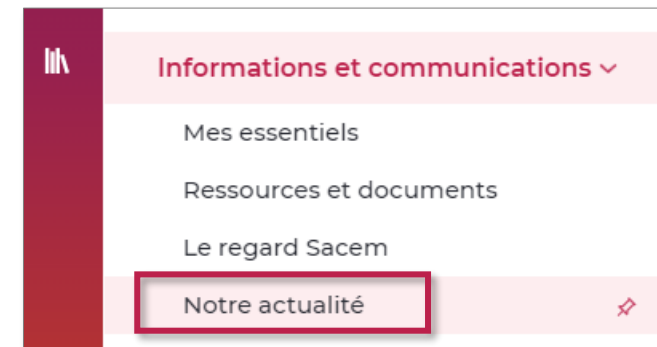 Informations et communications
Mes essentiels
Ressources et documents
Le regard Sacem
Notre actualité